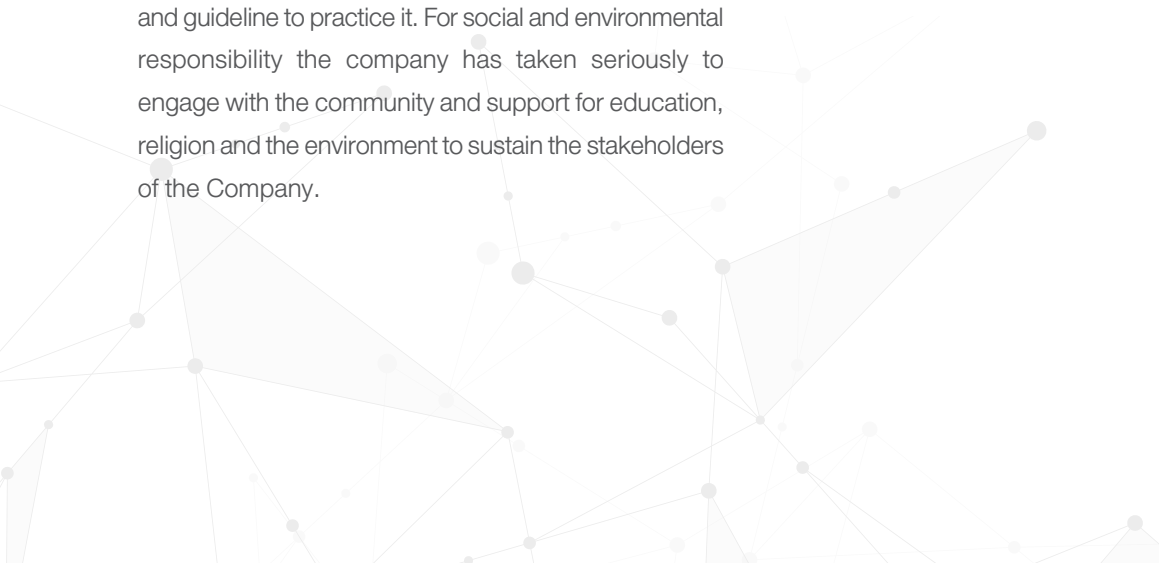 and guideline to practice it. For social and environmental
responsibility the company has taken seriously to
engage with the community and support for education,
religion and the environment to sustain the stakeholders
of the Company.